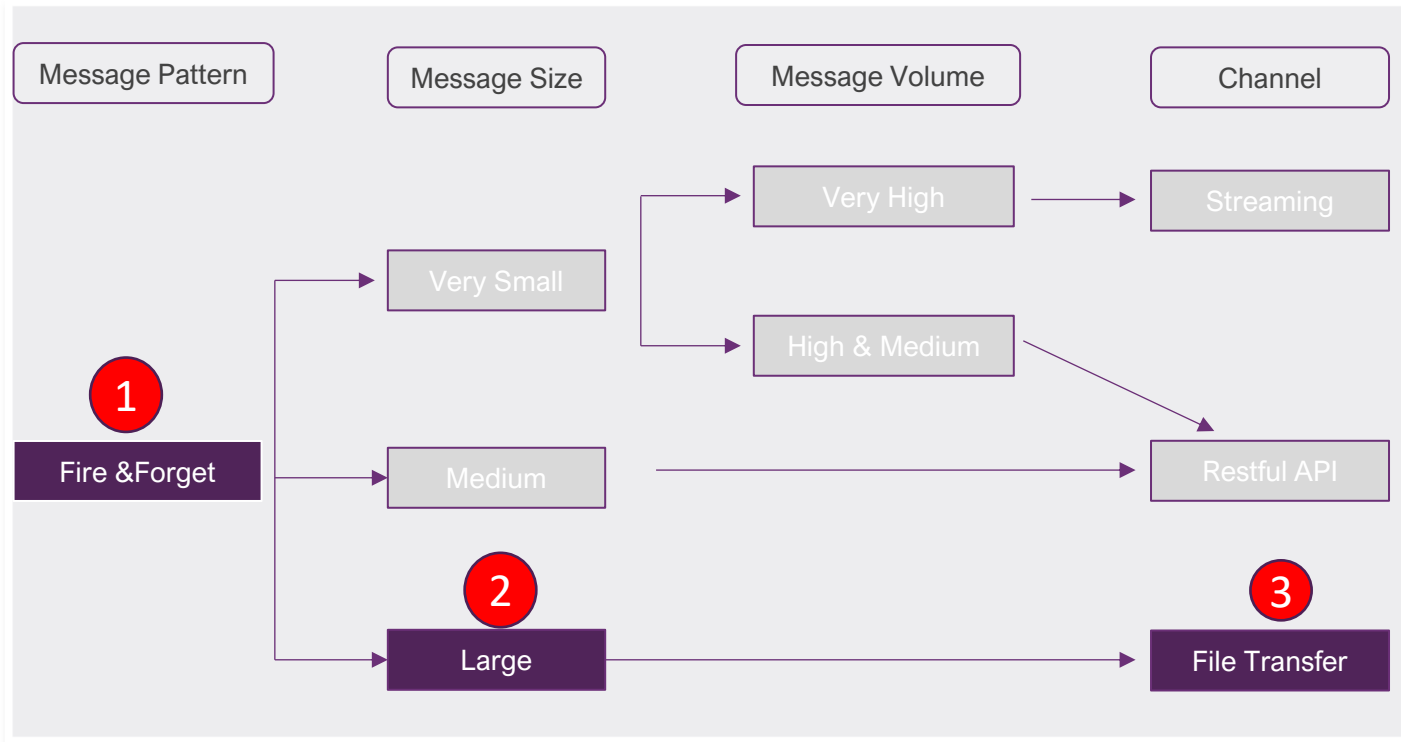 Message Pattern
Message Size
Message Volume
Channel
Very High
Streaming
Very Small
High & Medium
1
Fire &Forget
Medium
Restful API
2
3
Large
File Transfer